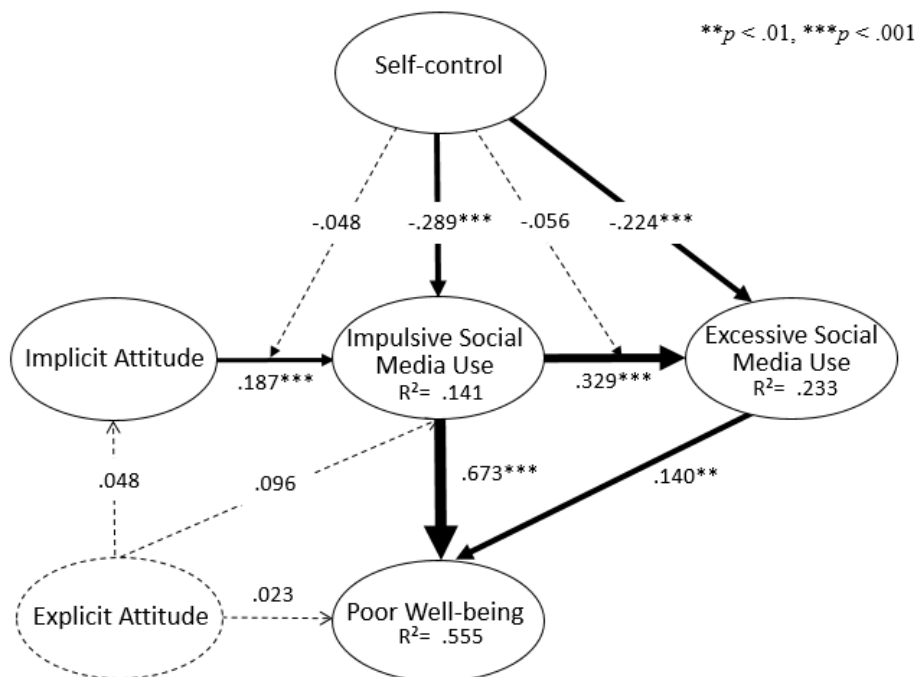 **p < .01, ***p < .001
Self-control
-.048
-.289***
-.056
-.224***
Implicit Attitude
.187***
Impulsive Social
Media Use
R²= .141
.329***
Excessive Social
Media Use
R²= .233
.048
.096
.673***
.140**
Explicit Attitude
.023
Poor Well-being
R²= .555